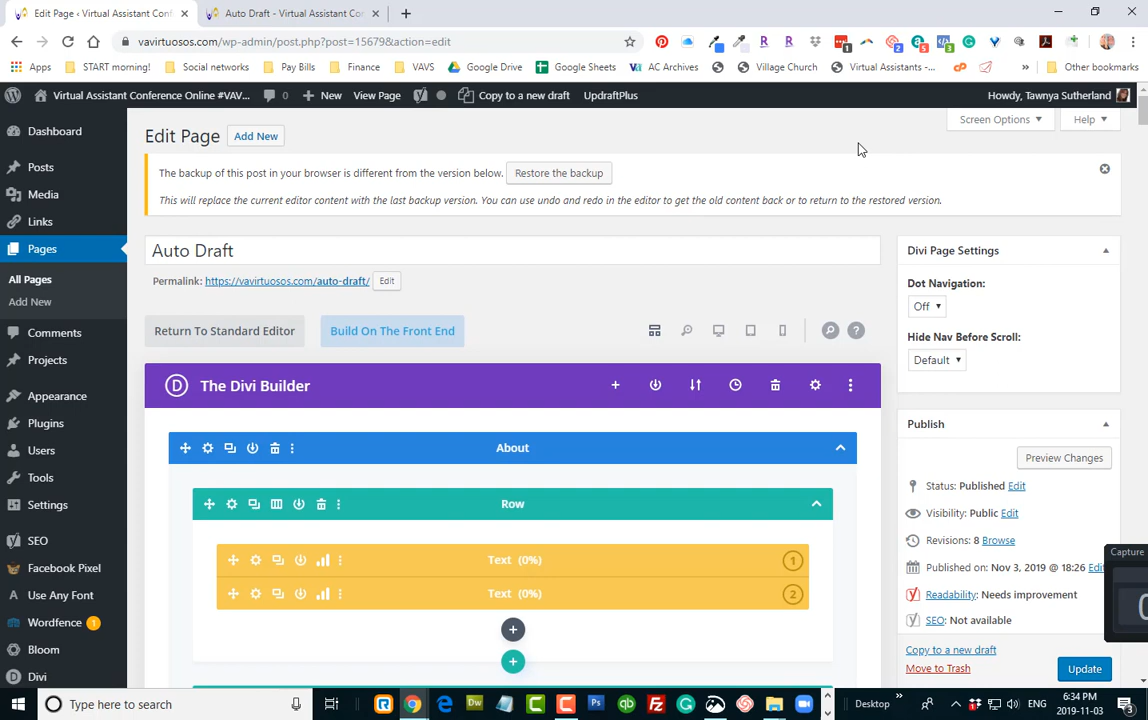 Edit Page ‹ Virtual Assistant Conf
Auto Draft - Virtual Assistant Co
vavirtuosos.com/wp-admin/post.php?post=15679&action=edit
Apps
START morning!
Social networks
Pay Bills
Finance
VAVS
Google Drive
Google Sheets
AC Archives
Village Church
Virtual Assistants -...
Other bookmarks
Virtual Assistant Conference Online #VAV...
0
New
View Page
Copy to a new draft
UpdraftPlus
Howdy, Tawnya Sutherland
Dashboard
Posts
Media
Links
Pages
All Pages
Add New
Comments
Projects
Appearance
Plugins
Users
Tools
Settings
SEO
Facebook Pixel
Use Any Font
Wordfence 1
Bloom
Divi
Edit Page
Add New
Screen Options
Help
The backup of this post in your browser is different from the version below.
Restore the backup
This will replace the current editor content with the last backup version. You can use undo and redo in the editor to get the old content back or to return to the restored version.
Auto Draft
Permalink: https://vavirtuosos.com/auto-draft/
Edit
Return To Standard Editor
Build On The Front End
D The Divi Builder
About
Row
Text (0%)
1
Text (0%)
2
Divi Page Settings
Dot Navigation:
Off
Hide Nav Before Scroll:
Default
Publish
Preview Changes
Status: Published Edit
Visibility: Public Edit
Revisions: 8 Browse
Published on: Nov 3, 2019 @ 18:26
Readability: Needs improvement
SEO: Not available
Copy to a new draft
Move to Trash
Update
Capture
Type here to search
Desktop
ENG
6:34 PM
2019-11-03
3